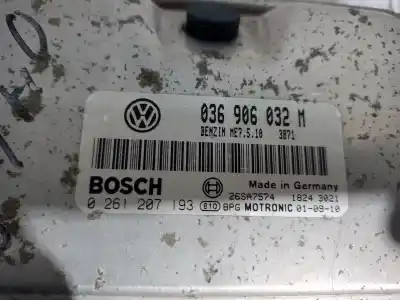 036 906 032 M
BENZIN ME7.5.10 3871
BOSCH
Made in Germany
26SA7574 1824 3021
0 261 207 193 810 BPG MOTRONIC 01-09-10